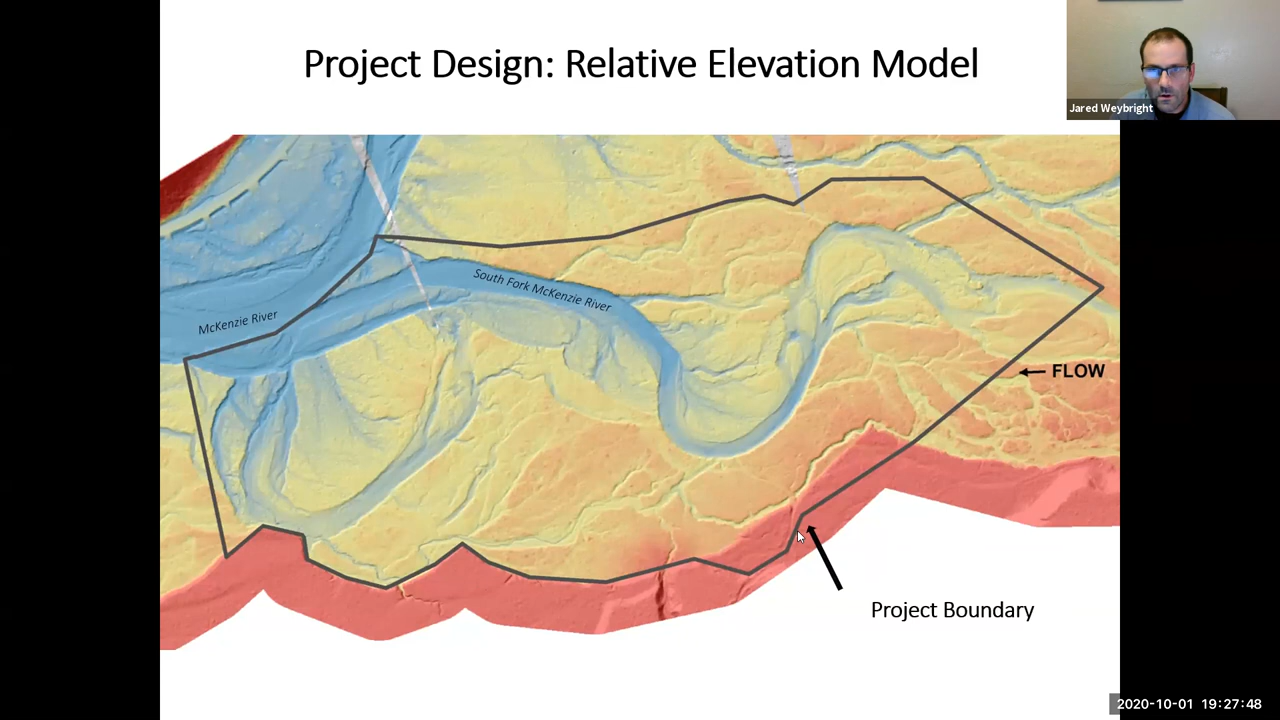 Project Design: Relative Elevation Model
Jared Weybright
South Fork McKenzie River
McKenzie River
FLOW
Project Boundary
2020-10-01 19:27:48